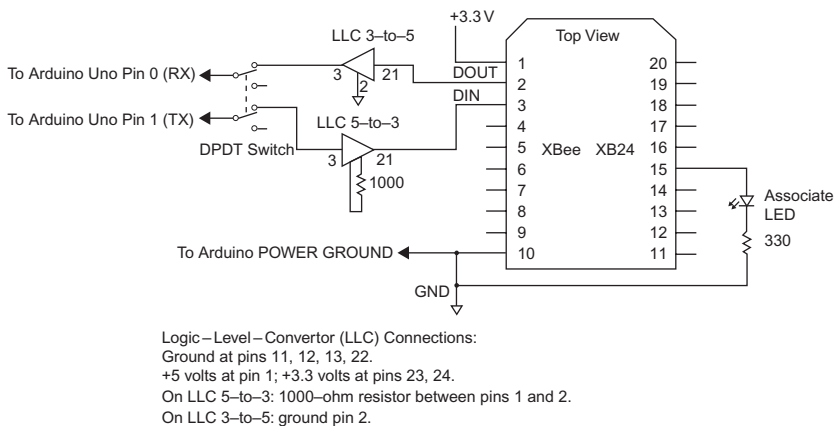 +3.3 V
LLC 3–to–5
Top View
To Arduino Uno Pin 0 (RX)
3
2
21
DOUT
DIN
To Arduino Uno Pin 1 (TX)
DPDT Switch
LLC 5–to–3
3
21
1000
1
2
3
4
5
6
7
8
9
10
XBee XB24
20
19
18
17
16
15
14
13
12
11
Associate
LED
330
To Arduino POWER GROUND
GND
Logic–Level–Convertor (LLC) Connections:
Ground at pins 11, 12, 13, 22.
+5 volts at pin 1; +3.3 volts at pins 23, 24.
On LLC 5–to–3: 1000–ohm resistor between pins 1 and 2.
On LLC 3–to–5: ground pin 2.